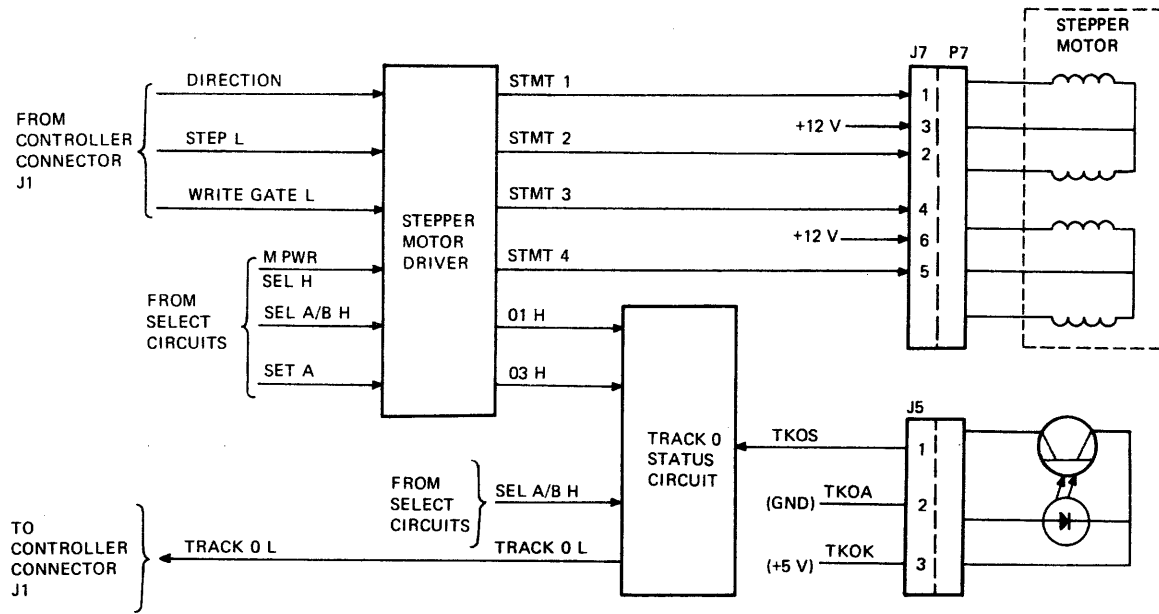 STEPPER
MOTOR
J7 P7
DIRECTION
STMT 1
1
FROM
CONTROLLER
CONNECTOR
J1
+12 V
3
STEP L
STMT 2
2
WRITE GATE L
STMT 3
4
STEPPER
MOTOR
DRIVER
+12 V
6
M PWR
SEL H
STMT 4
5
FROM
SELECT
CIRCUITS
SEL A/B H
01 H
SET A
03 H
J5
TRACK 0
STATUS
CIRCUIT
TKOS
1
FROM
SELECT
CIRCUITS
SEL A/B H
(GND) TKOA
2
TO
CONTROLLER
CONNECTOR
J1
TRACK 0 L
TRACK 0 L
(+5 V) TKOK
3